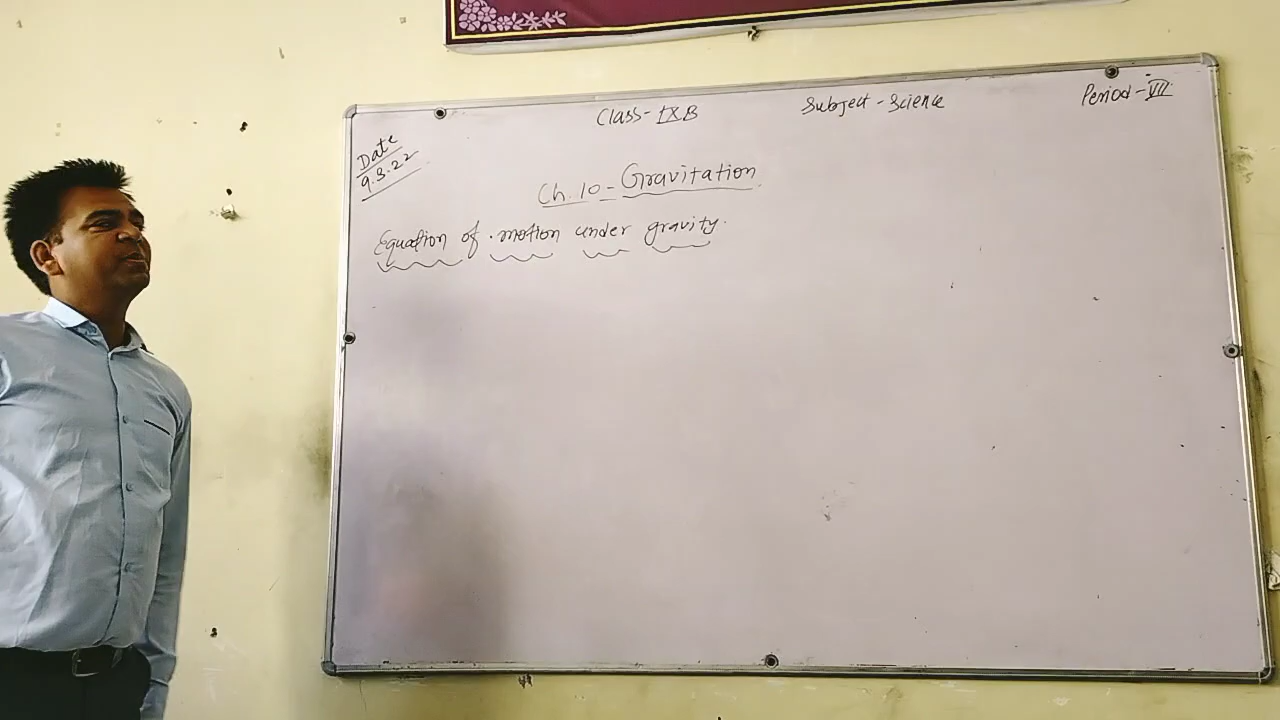 Class- IX B Subject - Science Period - VII
Date
9.3.22
Ch. 10 - Gravitation
Equation of motion under gravity.